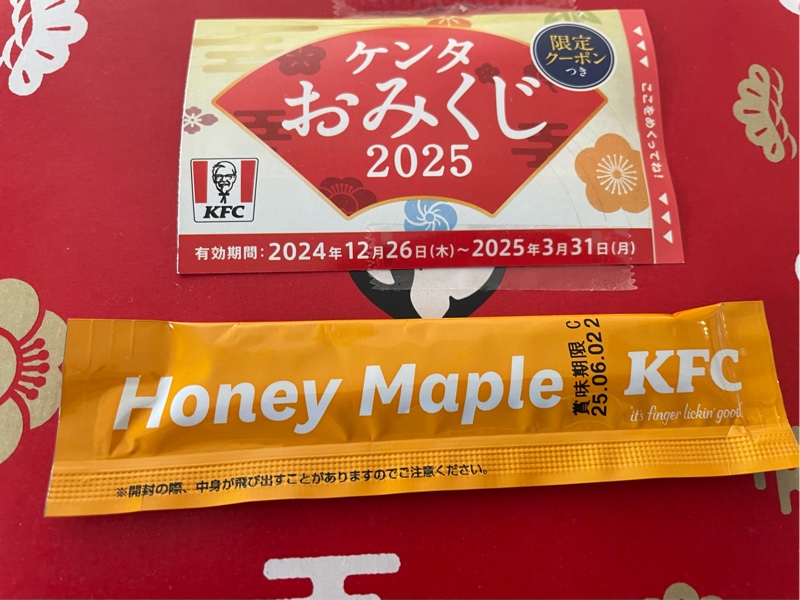 限定
クーポン
つき
ケンタ
おみくじ
2025
ここをめくってね!
KFC
有効期間:2024年12月26日(木)~2025年3月31日(月)
Honey Maple
賞味期限 C
25.06.02 2
KFC
it's finger lickin' good
※開封の際、中身が飛び出すことがありますのでご注意ください。